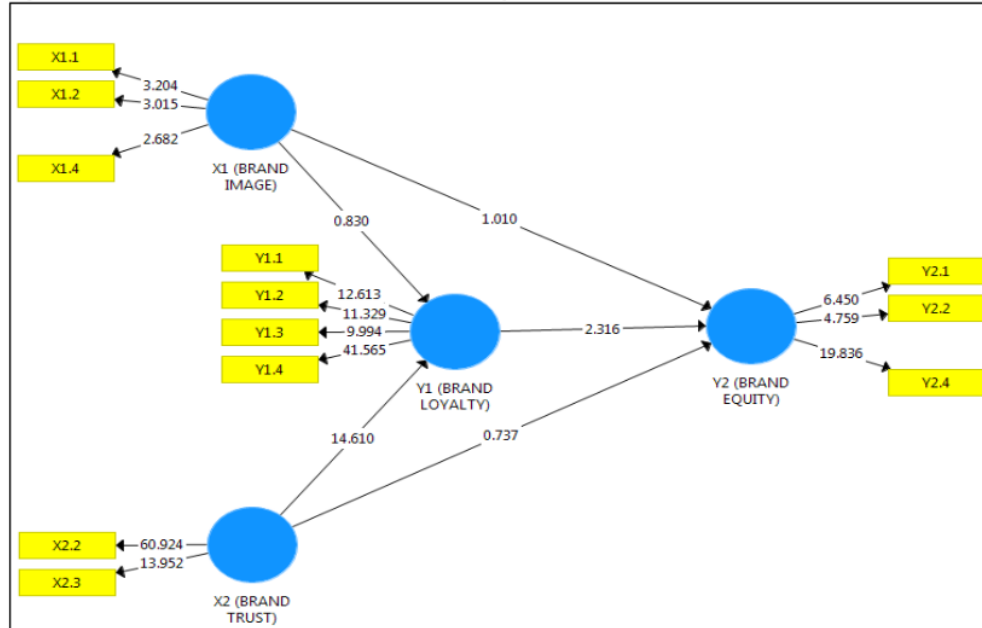 X1.1
3.204
X1.2
3.015
2.682
X1.4
X1 (BRAND
IMAGE)
0.830
1.010
Y1.1
12.613
Y1.2
11.329
Y1.3
9.994
Y1.4
41.565
Y1 (BRAND
LOYALTY)
2.316
Y2.1
6.450
Y2.2
4.759
19.836
Y2.4
Y2 (BRAND
EQUITY)
14.610
0.737
X2.2
60.924
13.952
X2.3
X2 (BRAND
TRUST)